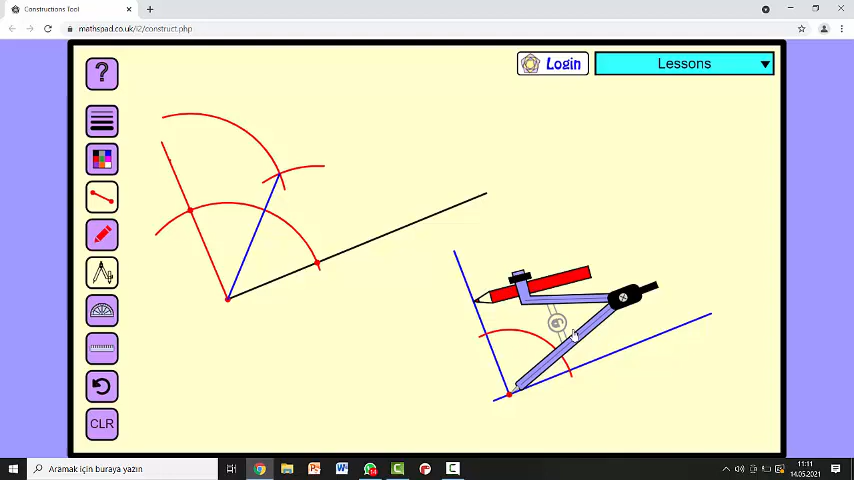 Constructions Tool
mathspad.co.uk/i2/construct.php
?
Login
Lessons
CLR
Aramak için buraya yazın
11:11
14.05.2021